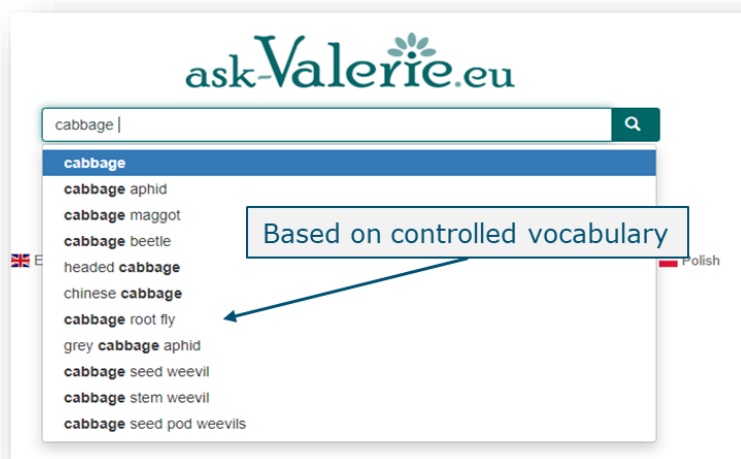 ask-Valerie.eu
cabbage
cabbage
cabbage aphid
cabbage maggot
cabbage beetle
Based on controlled vocabulary
headed cabbage
E
Polish
chinese cabbage
cabbage root fly
grey cabbage aphid
cabbage seed weevil
cabbage stem weevil
cabbage seed pod weevils